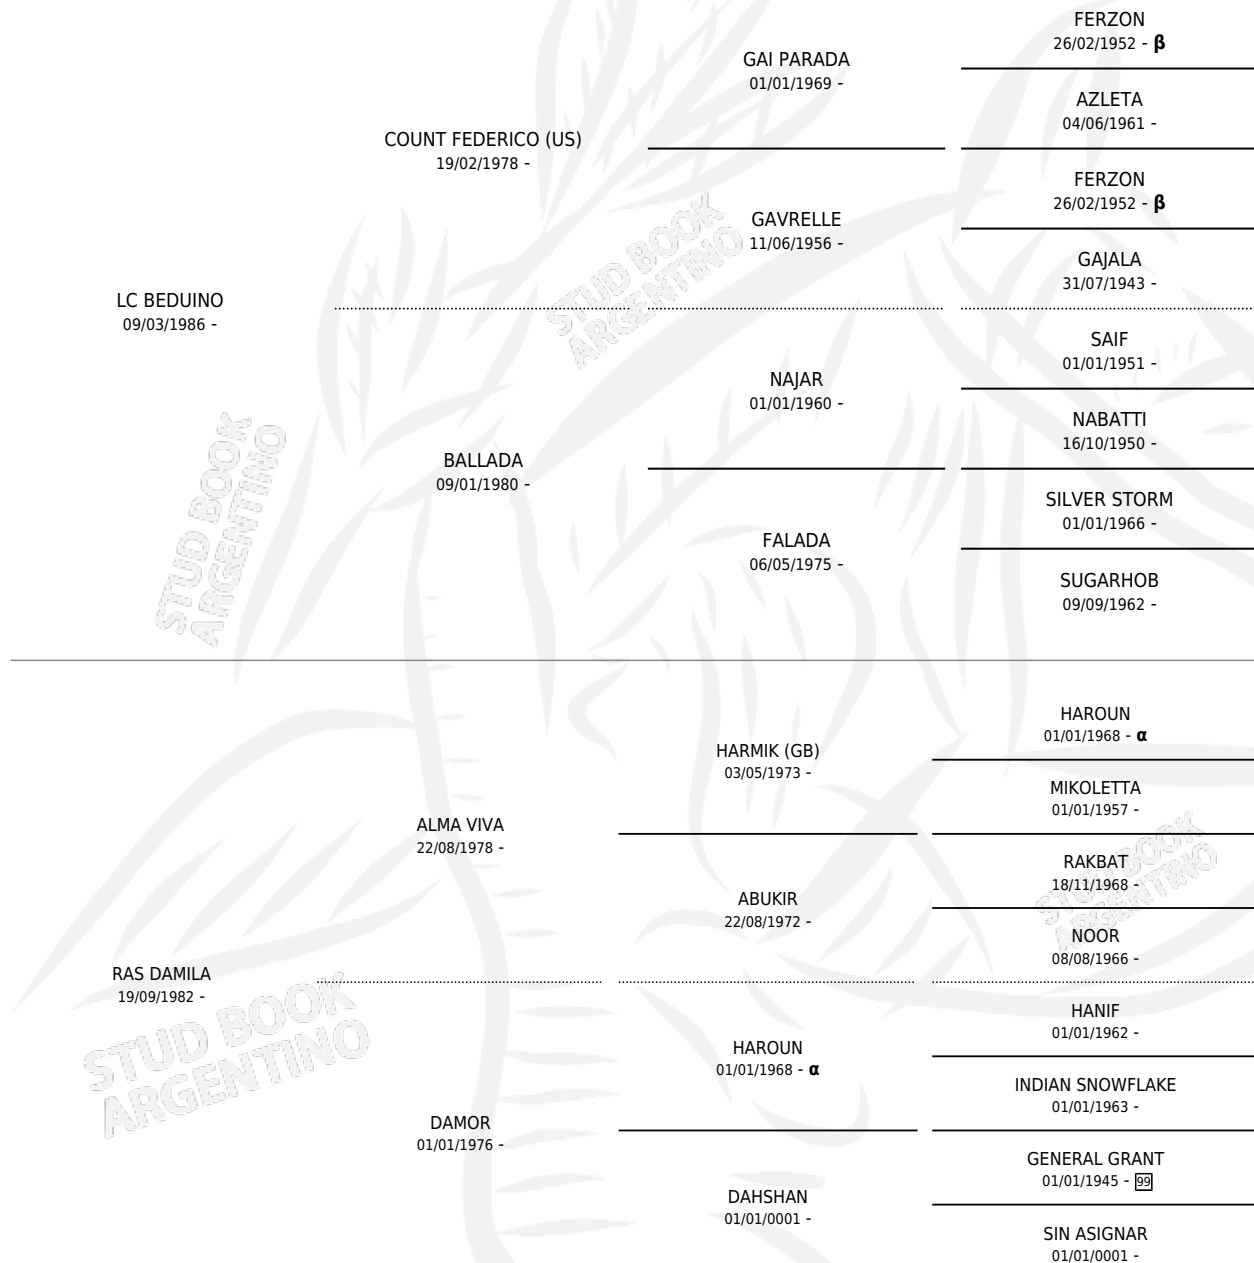 FERZON
26/02/1952 - β
GAI PARADA
01/01/1969 -
AZLETA
04/06/1961 -
COUNT FEDERICO (US)
19/02/1978 -
FERZON
26/02/1952 - β
GAVRELLE
11/06/1956 -
GAJALA
31/07/1943 -
LC BEDUINO
09/03/1986 -
SAIF
01/01/1951 -
NAJAR
01/01/1960 -
NABATTI
16/10/1950 -
BALLADA
09/01/1980 -
SILVER STORM
01/01/1966 -
FALADA
06/05/1975 -
SUGARHOB
09/09/1962 -
HAROUN
01/01/1968 - α
HARMIK (GB)
03/05/1973 -
MIKOLETTA
01/01/1957 -
ALMA VIVA
22/08/1978 -
RAKBAT
18/11/1968 -
ABUKIR
22/08/1972 -
NOOR
08/08/1966 -
RAS DAMILA
19/09/1982 -
HANIF
01/01/1962 -
HAROUN
01/01/1968 - α
INDIAN SNOWFLAKE
01/01/1963 -
DAMOR
01/01/1976 -
GENERAL GRANT
01/01/1945 - 99
DAHSHAN
01/01/0001 -
SIN ASIGNAR
01/01/0001 -
STUD BOOK
ARGENTINO
STUD BOOK
ARGENTINO
STUD BOOK
ARGENTINO
STUD BOOK
ARGENTINO